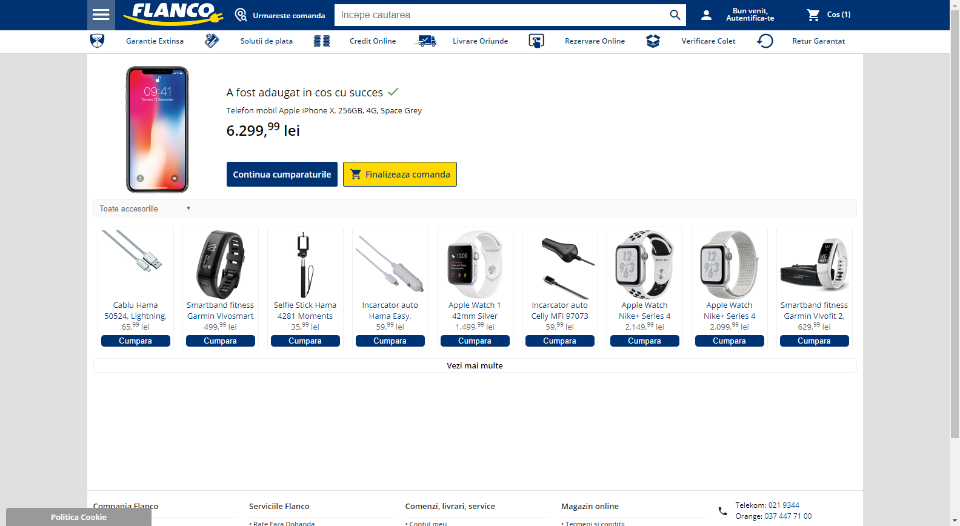 FLANCO
Urmareste comanda
Incepe cautarea
Bun venit,
Autentifica-te
Cos (1)
Garantie Extinsa
Solutii de plata
Credit Online
Livrare Oriunde
Rezervare Online
Verificare Colet
Retur Garantat
A fost adaugat in cos cu succes
Telefon mobil Apple iPhone X, 256GB, 4G, Space Grey
6.299,99 lei
Continua cumparaturile
Finalizeaza comanda
Toate accesoriile
Cablu Hama
50524, Lightning,
65,99 lei
Cumpara
Smartband fitness
Garmin Vivosmart
499,99 lei
Cumpara
Selfie Stick Hama
4281 Moments
35,99 lei
Cumpara
Incarcator auto
Hama Easy,
59,99 lei
Cumpara
Apple Watch 1
42mm Silver
1.499,99 lei
Cumpara
Incarcator auto
Celly MFI 97073
59,99 lei
Cumpara
Apple Watch
Nike+ Series 4
2.149,99 lei
Cumpara
Apple Watch
Nike+ Series 4
2.099,99 lei
Cumpara
Smartband fitness
Garmin Vivofit 2,
629,99 lei
Cumpara
Vezi mai multe
Compania Flanco
Serviciile Flanco
• Rate Fara Dobanda
Comenzi, livrari, service
• Contul meu
Magazin online
• Termeni si conditii
Telekom: 021 9344
Orange: 037 447 71 00
Politica Cookie